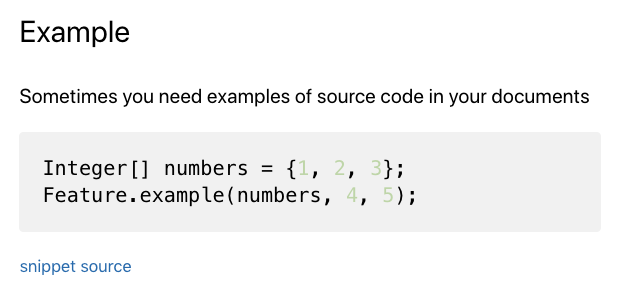 Example
Sometimes you need examples of source code in your documents
Integer[] numbers = {1, 2, 3};
Feature.example(numbers, 4, 5);
snippet source